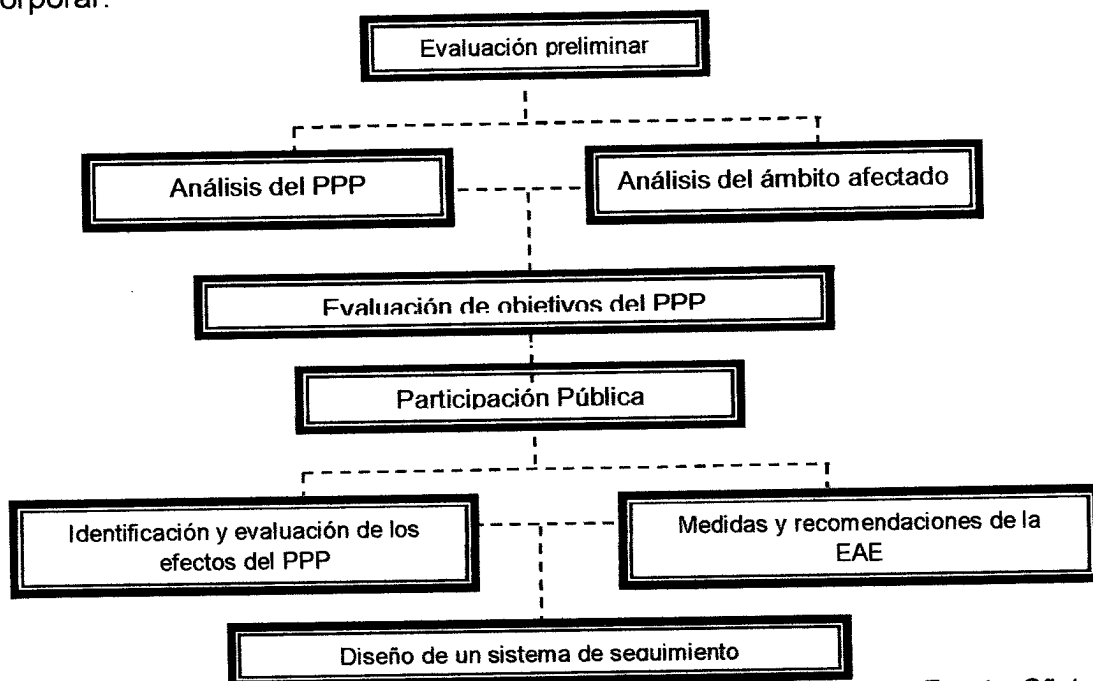 Evaluación preliminar
Análisis del PPP
Análisis del ámbito afectado
Evaluación de objetivos del PPP
Participación Pública
Identificación y evaluación de los
efectos del PPP
Medidas y recomendaciones de la
EAE
Diseño de un sistema de seguimiento